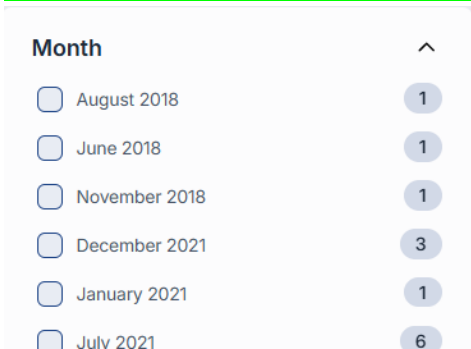 Month
August 2018 1
June 2018 1
November 2018 1
December 2021 3
January 2021 1
July 2021 6